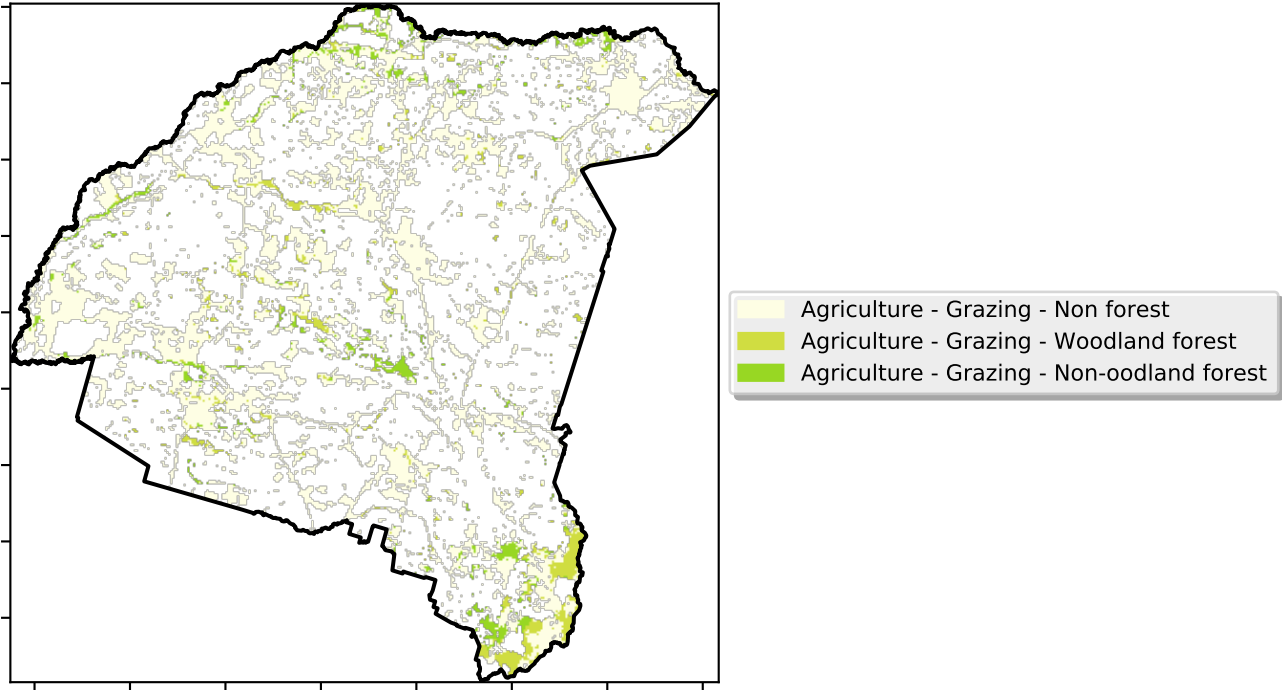 Agriculture - Grazing - Non forest
Agriculture - Grazing - Woodland forest
Agriculture - Grazing - Non-oodland forest